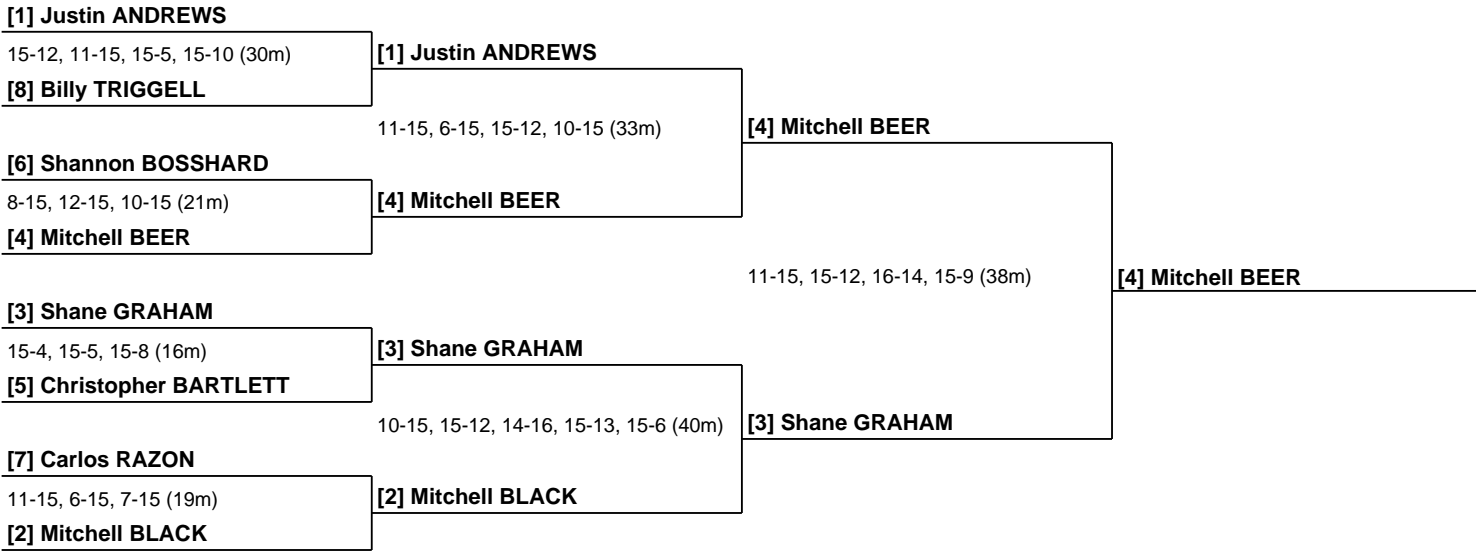 [1] Justin ANDREWS
15-12, 11-15, 15-5, 15-10 (30m)
[8] Billy TRIGGELL
[6] Shannon BOSSHARD
8-15, 12-15, 10-15 (21m)
[4] Mitchell BEER
[3] Shane GRAHAM
15-4, 15-5, 15-8 (16m)
[5] Christopher BARTLETT
[7] Carlos RAZON
11-15, 6-15, 7-15 (19m)
[2] Mitchell BLACK
[1] Justin ANDREWS
11-15, 6-15, 15-12, 10-15 (33m)
[4] Mitchell BEER
[3] Shane GRAHAM
10-15, 15-12, 14-16, 15-13, 15-6 (40m)
[2] Mitchell BLACK
[4] Mitchell BEER
11-15, 15-12, 16-14, 15-9 (38m)
[3] Shane GRAHAM
[4] Mitchell BEER